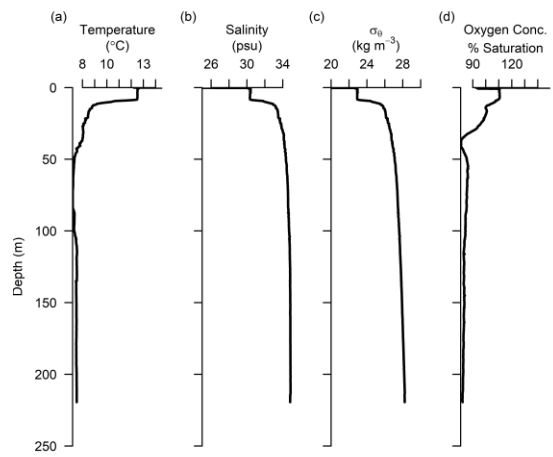 (a) Temperature
(°C)
8 10 13
(b) Salinity
(psu)
26 30 34
(c) σθ
(kg m⁻³)
20 24 28
(d) Oxygen Conc.
% Saturation
90 120
Depth (m)
0
50
100
150
200
250